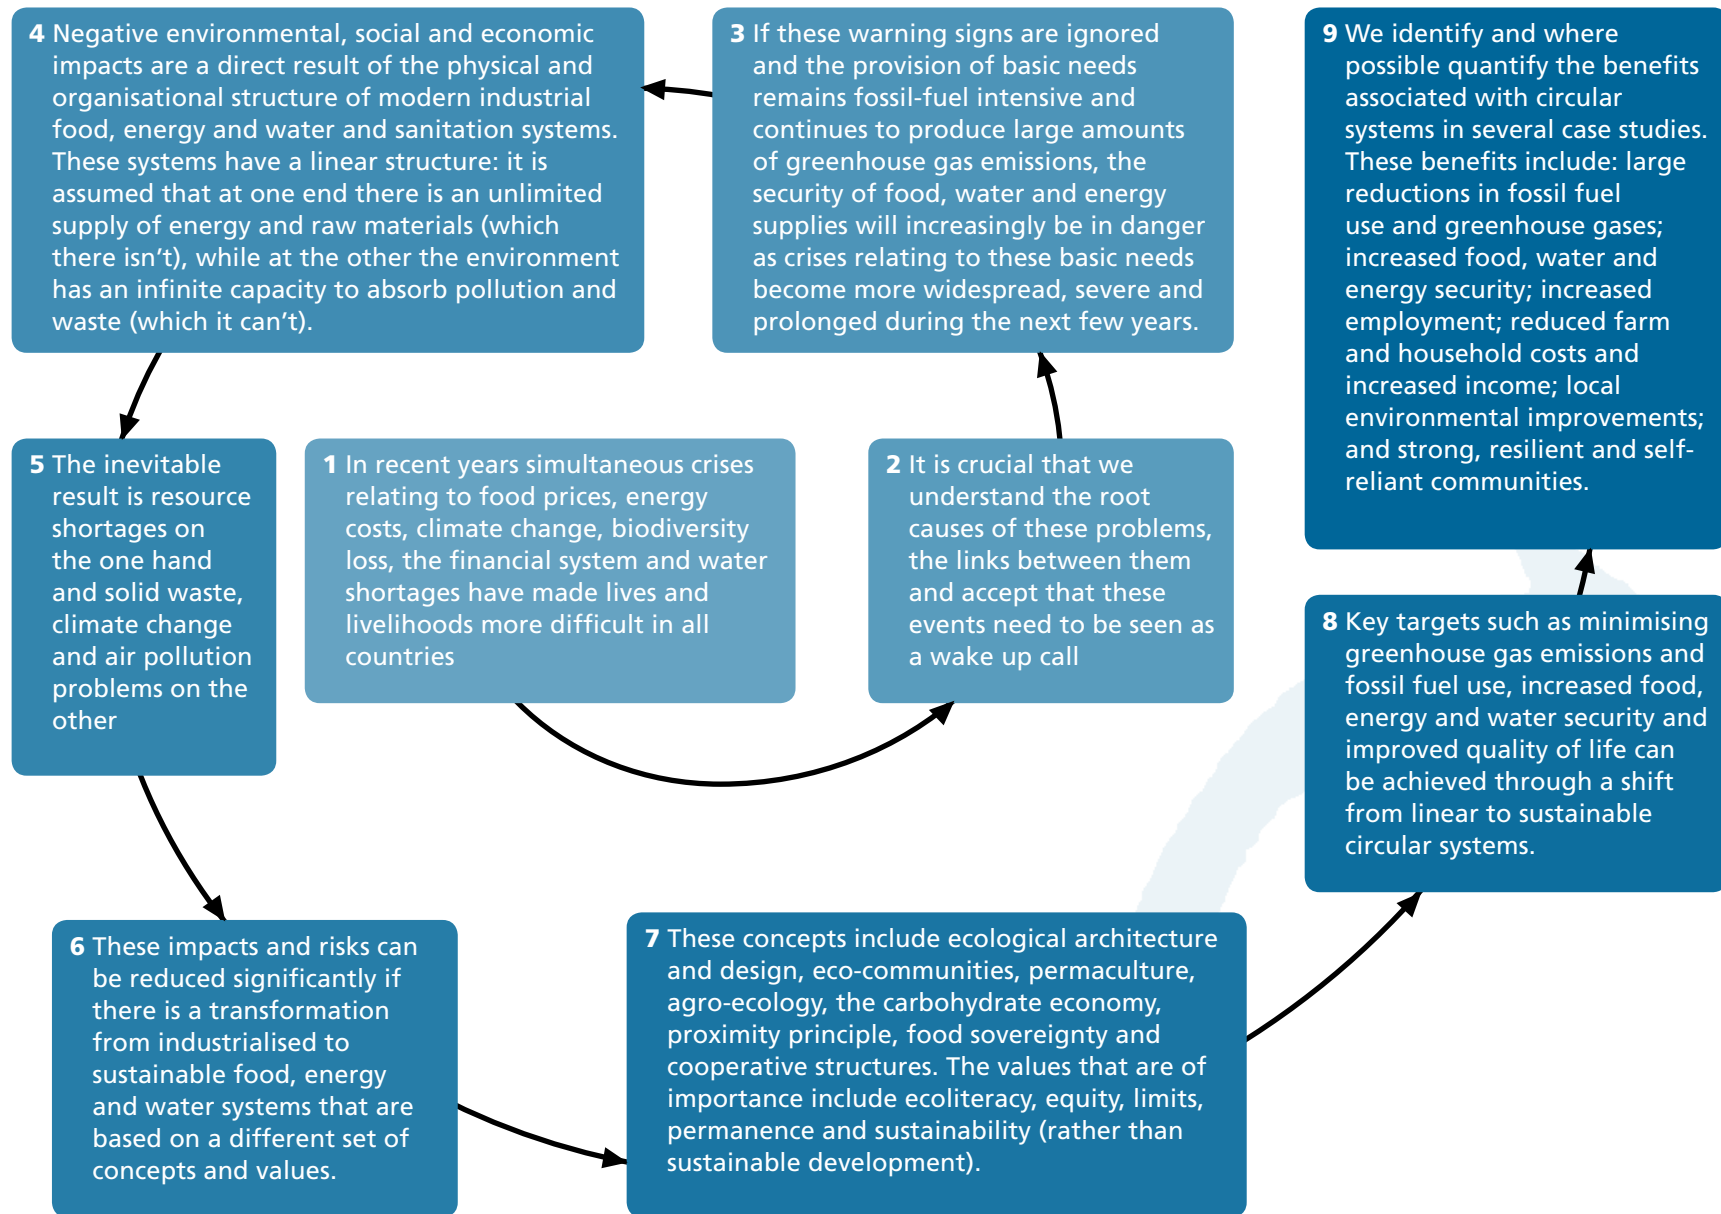 1 In recent years simultaneous crises
relating to food prices, energy
costs, climate change, biodiversity
loss, the financial system and water
shortages have made lives and
livelihoods more difficult in all
countries
2 It is crucial that we
understand the root
causes of these problems,
the links between them
and accept that these
events need to be seen as
a wake up call
3 If these warning signs are ignored
and the provision of basic needs
remains fossil-fuel intensive and
continues to produce large amounts
of greenhouse gas emissions, the
security of food, water and energy
supplies will increasingly be in danger
as crises relating to these basic needs
become more widespread, severe and
prolonged during the next few years.
4 Negative environmental, social and economic
impacts are a direct result of the physical and
organisational structure of modern industrial
food, energy and water and sanitation systems.
These systems have a linear structure: it is
assumed that at one end there is an unlimited
supply of energy and raw materials (which
there isn't), while at the other the environment
has an infinite capacity to absorb pollution and
waste (which it can't).
5 The inevitable
result is resource
shortages on
the one hand
and solid waste,
climate change
and air pollution
problems on the
other
6 These impacts and risks can
be reduced significantly if
there is a transformation
from industrialised to
sustainable food, energy
and water systems that are
based on a different set of
concepts and values.
7 These concepts include ecological architecture
and design, eco-communities, permaculture,
agro-ecology, the carbohydrate economy,
proximity principle, food sovereignty and
cooperative structures. The values that are of
importance include ecoliteracy, equity, limits,
permanence and sustainability (rather than
sustainable development).
8 Key targets such as minimising
greenhouse gas emissions and
fossil fuel use, increased food,
energy and water security and
improved quality of life can
be achieved through a shift
from linear to sustainable
circular systems.
9 We identify and where
possible quantify the benefits
associated with circular
systems in several case studies.
These benefits include: large
reductions in fossil fuel
use and greenhouse gases;
increased food, water and
energy security; increased
employment; reduced farm
and household costs and
increased income; local
environmental improvements;
and strong, resilient and self-
reliant communities.